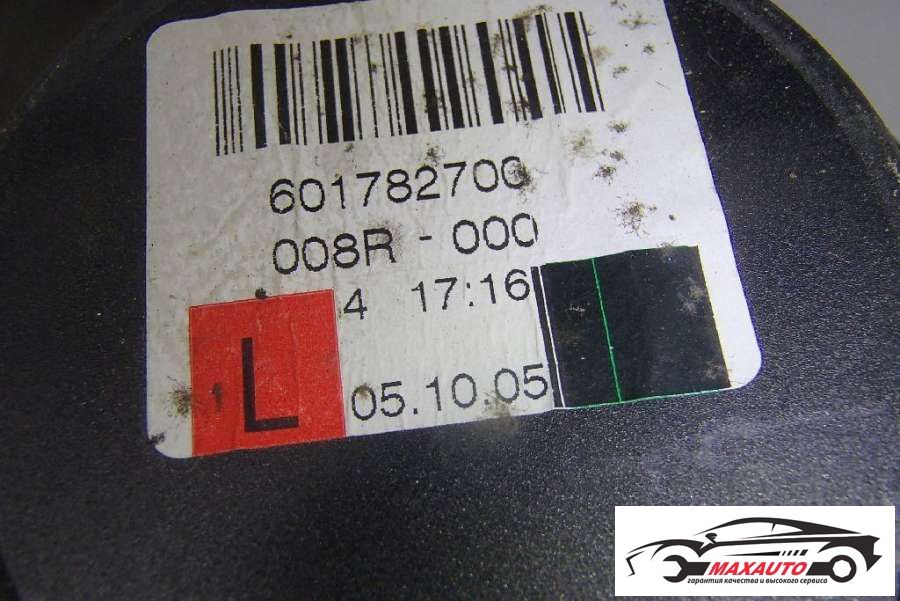 601782700
008R - 000
4 17:16
1 L 05.10.05
MAXAUTO
гарантия качества и высокого сервиса